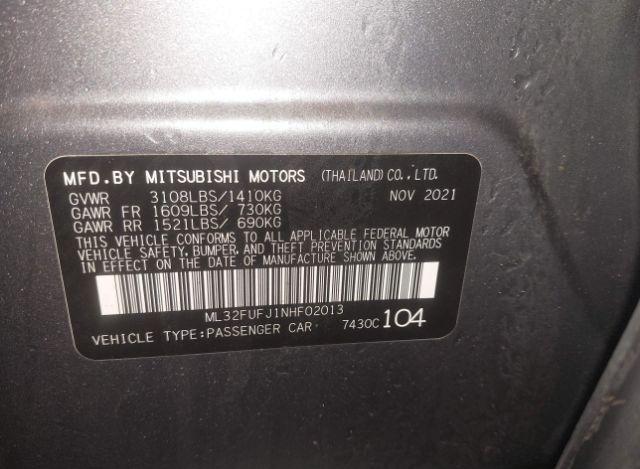 MFD.BY MITSUBISHI MOTORS (THAILAND)CO.,LTD.
GVWR 3108LBS/1410KG NOV 2021
GAWR FR 1609LBS/ 730KG
GAWR RR 1521LBS/ 690KG
THIS VEHICLE CONFORMS TO ALL APPLICABLE FEDERAL MOTOR
VEHICLE SAFETY,BUMPER,AND THEFT PREVENTION STANDARDS
IN EFFECT ON THE DATE OF MANUFACTURE SHOWN ABOVE.
ML32FUFJ1NHF02013
VEHICLE TYPE:PASSENGER CAR 7430C 104